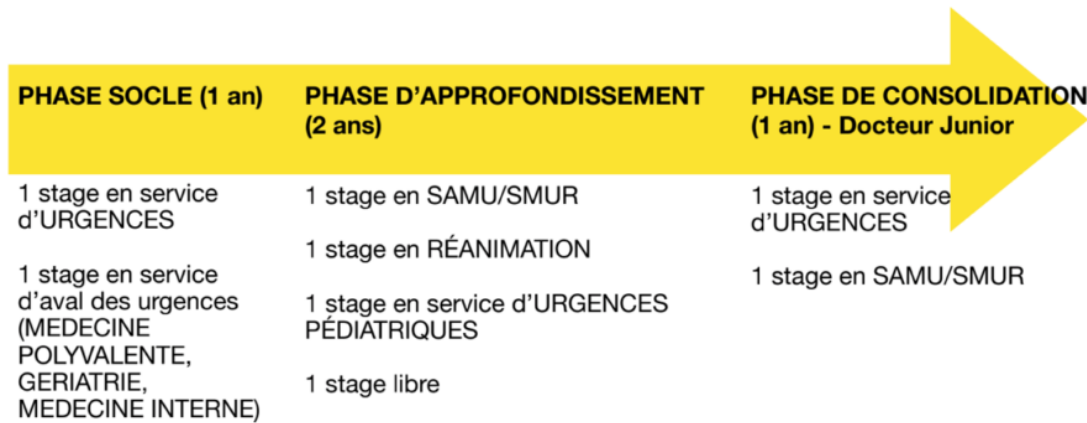 PHASE SOCLE (1 an)
1 stage en service
d'URGENCES
1 stage en service
d'aval des urgences
(MEDECINE
POLYVALENTE,
GERIATRIE,
MEDECINE INTERNE)
PHASE D'APPROFONDISSEMENT
(2 ans)
1 stage en SAMU/SMUR
1 stage en RÉANIMATION
1 stage en service d'URGENCES
PÉDIATRIQUES
1 stage libre
PHASE DE CONSOLIDATION
(1 an) - Docteur Junior
1 stage en service
d'URGENCES
1 stage en SAMU/SMUR